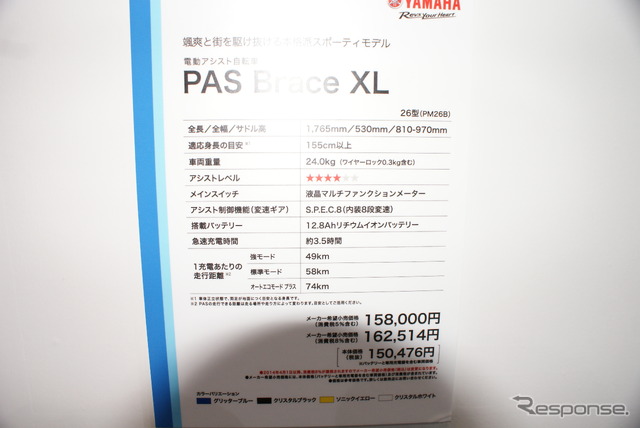 YAMAHA
Revs Your Heart
颯爽と街を駆け抜けるスポーティモデル
電動アシスト自転車
PAS Brace XL
26型(PM26B)
全長/全幅/サドル高 1,785mm/530mm/810-970mm
適応身長の目安※1 155cm以上
車両重量 24.0kg(ワイヤーロック0.3kg含む)
アシストレベル ★★★★☆
メインスイッチ 液晶マルチファンクションメーター
アシスト制御機能(変速ギア) S.P.E.C.8(内装8段変速)
搭載バッテリー 12.8Ahリチウムイオンバッテリー
急速充電時間 約3.5時間
1充電あたりの走行距離※2
強モード 49km
標準モード 58km
オートエコモード プラス 74km
メーカー希望小売価格(消費税5%含む) 158,000円
メーカー希望小売価格(消費税8%含む) 162,514円
本体価格(税抜) 150,476円
カラーバリエーション
グリッターブルー クリスタルブラック ソニックイエロー クリスタルホワイト
Response.